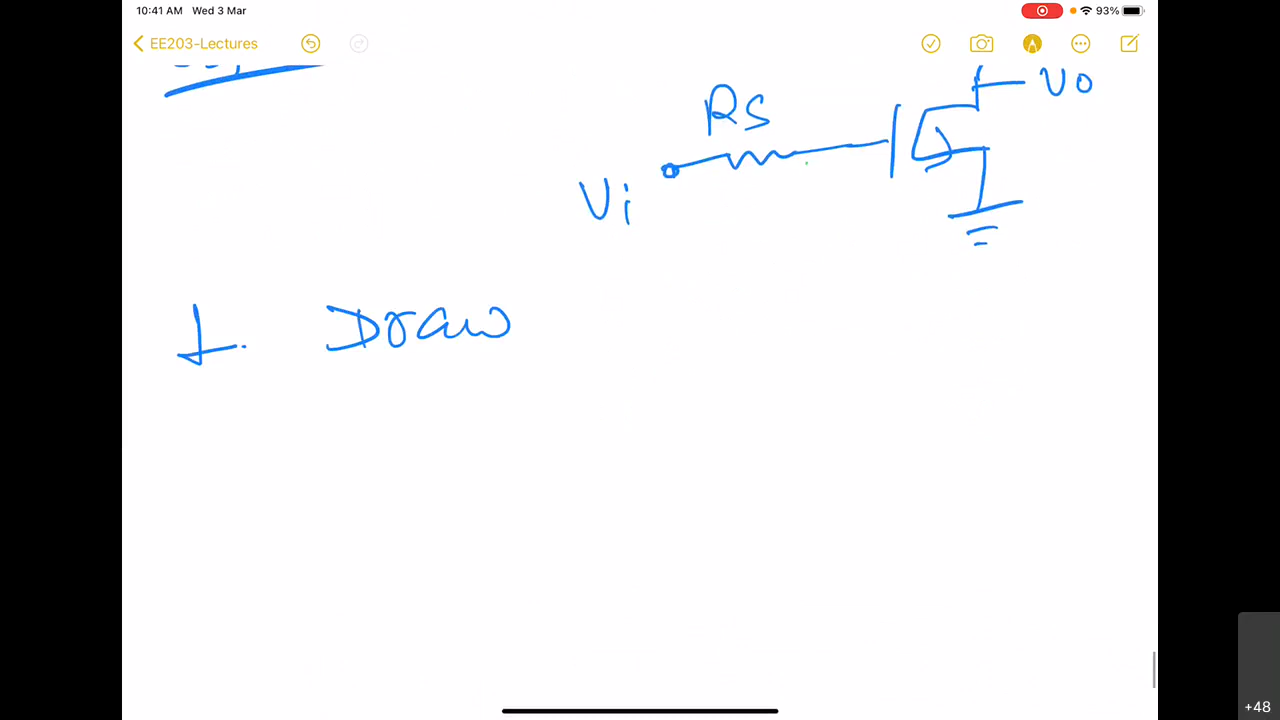 10:41 AM Wed 3 Mar
93%
EE203-Lectures
Vo
Rs
Vi
1. Draw
+48